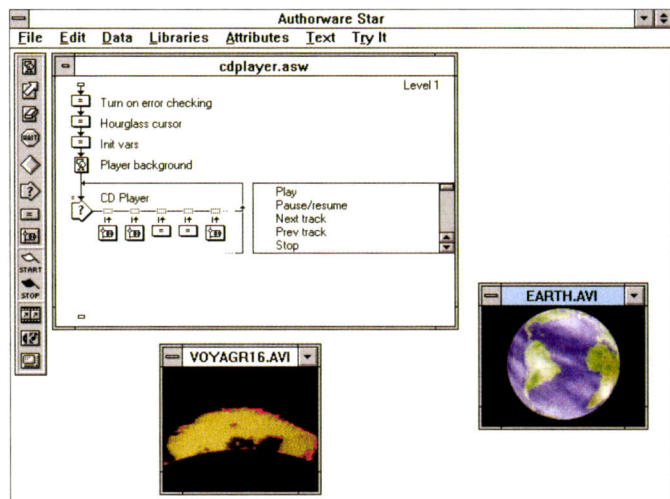 Authorware Star
File Edit Data Libraries Attributes Text Try It
cdplayer.asw
Level 1
Turn on error checking
Hourglass cursor
Init vars
Player background
CD Player
Play
Pause/resume
Next track
Prev track
Stop
WAIT
START
STOP
VOYAGR16.AVI
EARTH.AVI